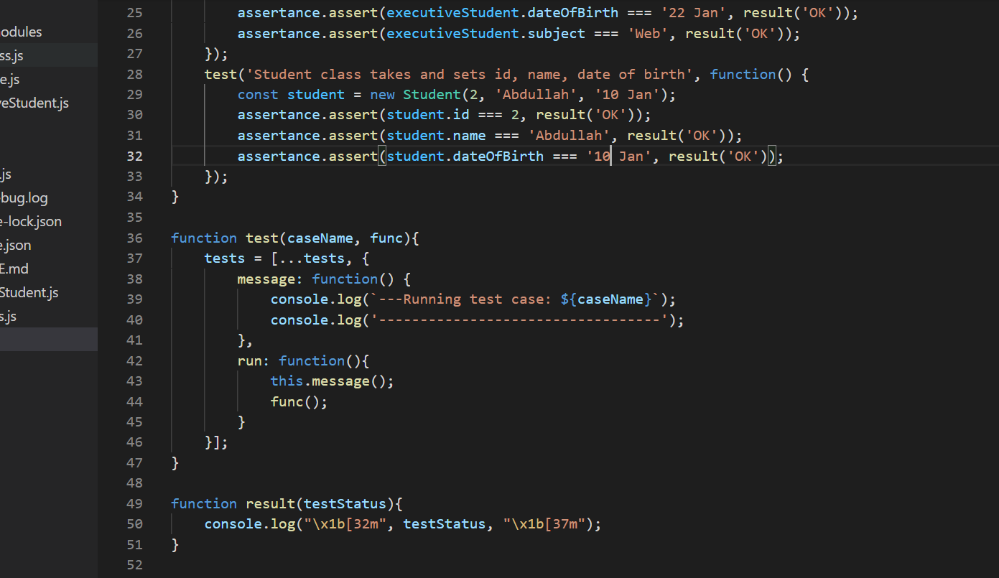 odules
ss.js
e.js
veStudent.js
.js
bug.log
e-lock.json
e.json
E.md
Student.js
s.js
25 assertance.assert(executiveStudent.dateOfBirth === '22 Jan', result('OK'));
26 assertance.assert(executiveStudent.subject === 'Web', result('OK'));
27 });
28 test('Student class takes and sets id, name, date of birth', function() {
29 const student = new Student(2, 'Abdullah', '10 Jan');
30 assertance.assert(student.id === 2, result('OK'));
31 assertance.assert(student.name === 'Abdullah', result('OK'));
32 assertance.assert(student.dateOfBirth === '10 Jan', result('OK'));
33 });
34 }
35
36 function test(caseName, func){
37 tests = [...tests, {
38 message: function() {
39 console.log(`---Running test case: ${caseName}`);
40 console.log('----------------------------------');
41 },
42 run: function(){
43 this.message();
44 func();
45 }
46 }];
47 }
48
49 function result(testStatus){
50 console.log("\x1b[32m", testStatus, "\x1b[37m");
51 }
52